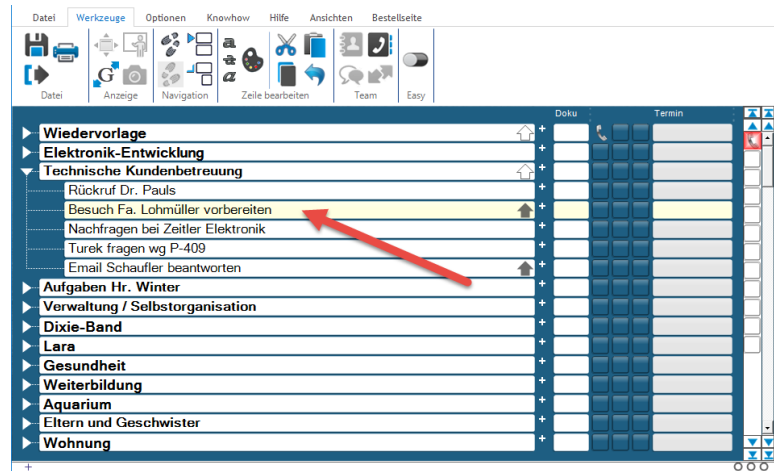 Datei Werkzeuge Optionen Knowhow Hilfe Ansichten Bestellseite
G a a a
Datei Anzeige Navigation Zeile bearbeiten Team Easy
Doku Termin
Wiedervorlage +
Elektronik-Entwicklung +
Technische Kundenbetreuung +
Rückruf Dr. Pauls +
Besuch Fa. Lohmüller vorbereiten +
Nachfragen bei Zeitler Elektronik +
Turek fragen wg P-409 +
Email Schaufler beantworten +
Aufgaben Hr. Winter +
Verwaltung / Selbstorganisation +
Dixie-Band +
Lara +
Gesundheit +
Weiterbildung +
Aquarium +
Eltern und Geschwister +
Wohnung +
+